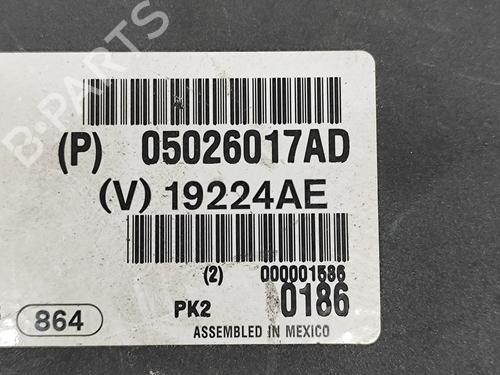 B-PARTS
(P) 05026017AD
(V) 19224AE
(2) 000001586
PK2 0186
864 ASSEMBLED IN MEXICO